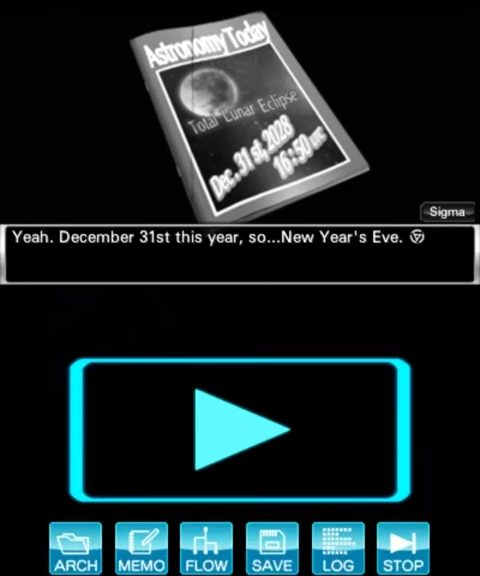 Astronomy Today
Total Lunar Eclipse
Dec. 31 st, 2028
16:50 UTC
Sigma
Yeah. December 31st this year, so...New Year's Eve.
ARCH MEMO FLOW SAVE LOG STOP